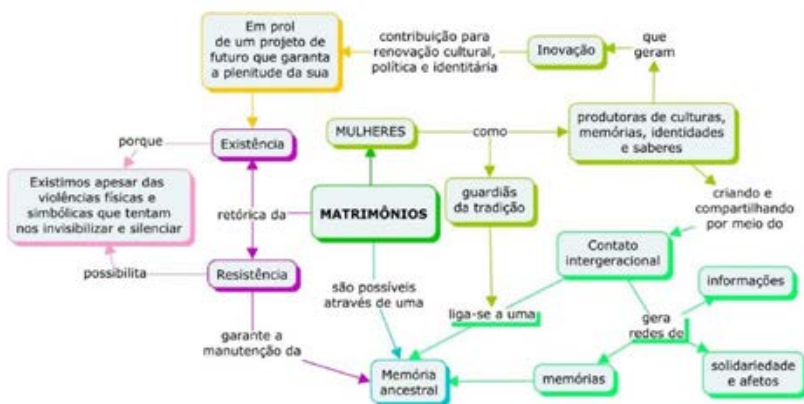 Em prol
de um projeto de
futuro que garanta
a plenitude da sua
contribuição para
renovação cultural,
política e identitária
Inovação
que
geram
porque
Existência
MULHERES
como
produtoras de culturas,
memórias, identidades
e saberes
Existimos apesar das
violências físicas e
simbólicas que tentam
nos invisibilizar e silenciar
retórica da
MATRIMÔNIOS
guardiãs
da tradição
criando e
compartilhando
por meio do
possibilita
Resistência
são possíveis
através de uma
Contato
intergeracional
informações
liga-se a uma
gera
redes de
garante a
manutenção da
Memória
ancestral
memórias
solidariedade
e afetos